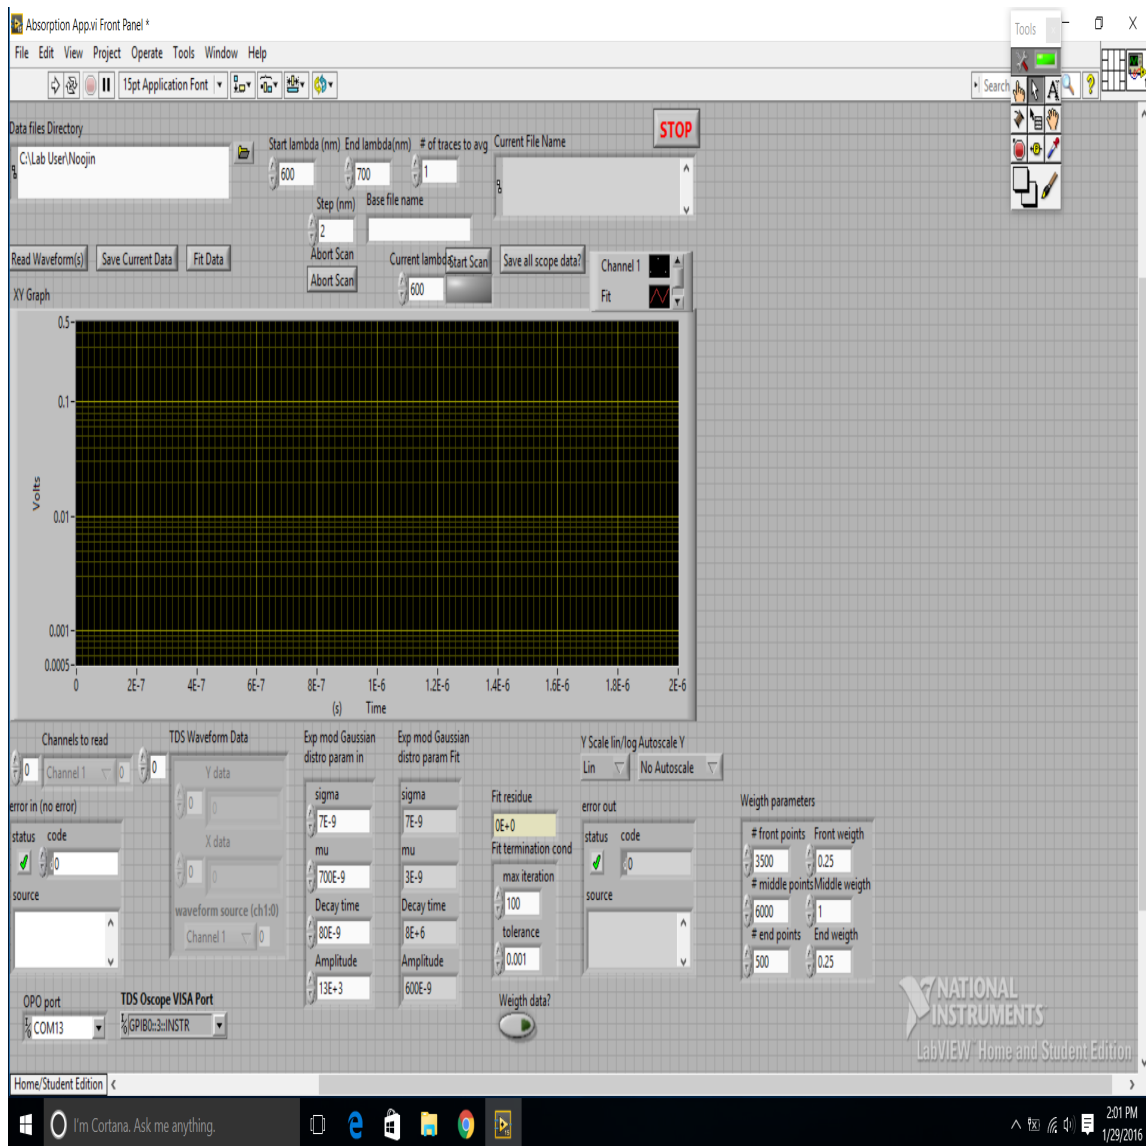 Absorption App.vi Front Panel *
Tools
File Edit View Project Operate Tools Window Help
15pt Application Font
Search
Data files Directory
C:\Lab User\Noojin
Start lambda (nm) End lambda(nm) # of traces to avg
600 700 1
Current File Name
STOP
Step (nm) Base file name
2
Read Waveform(s) Save Current Data Fit Data
Abort Scan
Abort Scan
Current lambda Start Scan Save all scope data?
600
Channel 1
Fit
XY Graph
0.5
0.1
0.01
0.001
0.0005
Volts
0 2E-7 4E-7 6E-7 8E-7 1E-6 1.2E-6 1.4E-6 1.6E-6 1.8E-6 2E-6
(s) Time
Channels to read
0 Channel 1 0
TDS Waveform Data
0
Y data
0 0
X data
0 0
waveform source (ch1:0)
Channel 1 0
error in (no error)
status code
0
source
OPO port
COM13
TDS Oscope VISA Port
GPIB0::3::INSTR
Exp mod Gaussian
distro param in
sigma
7E-9
mu
700E-9
Decay time
80E-9
Amplitude
13E+3
Exp mod Gaussian
distro param Fit
sigma
7E-9
mu
3E-9
Decay time
8E+6
Amplitude
600E-9
Fit residue
0E+0
Fit termination cond
max iteration
100
tolerance
0.001
Weigth data?
Y Scale lin/log Autoscale Y
Lin No Autoscale
error out
status code
0
source
Weigth parameters
# front points Front weigth
3500 0.25
# middle points Middle weigth
6000 1
# end points End weigth
500 0.25
NATIONAL
INSTRUMENTS
LabVIEW™ Home and Student Edition
Home/Student Edition
I'm Cortana. Ask me anything.
2:01 PM
1/29/2016